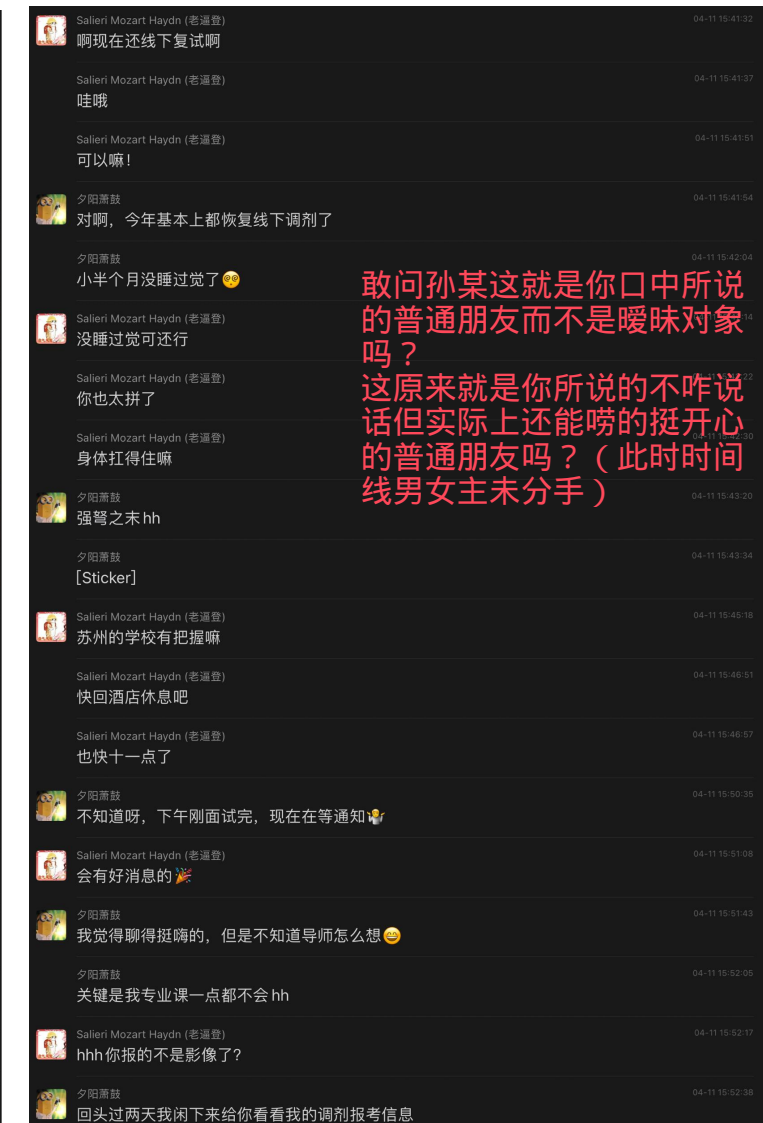 Salieri Mozart Haydn (老逼登) 04-11 15:41:32
啊现在还线下复试啊
Salieri Mozart Haydn (老逼登) 04-11 15:41:37
哇哦
Salieri Mozart Haydn (老逼登) 04-11 15:41:51
可以嘛!
夕阳萧鼓 04-11 15:41:54
对啊，今年基本上都恢复线下调剂了
夕阳萧鼓 04-11 15:42:04
小半个月没睡过觉了😵‍💫
敢问孙某这就是你口中所说
的普通朋友而不是暧昧对象
吗？
这原来就是你所说的不咋说
话但实际上还能唠的挺开心
的普通朋友吗？（此时时间
线男女主未分手）
Salieri Mozart Haydn (老逼登)
没睡过觉可还行
Salieri Mozart Haydn (老逼登)
你也太拼了
Salieri Mozart Haydn (老逼登)
身体扛得住嘛
夕阳萧鼓 04-11 15:43:20
强弩之末hh
夕阳萧鼓 04-11 15:43:34
[Sticker]
Salieri Mozart Haydn (老逼登) 04-11 15:45:18
苏州的学校有把握嘛
Salieri Mozart Haydn (老逼登) 04-11 15:46:51
快回酒店休息吧
Salieri Mozart Haydn (老逼登) 04-11 15:46:57
也快十一点了
夕阳萧鼓 04-11 15:50:35
不知道呀，下午刚面试完，现在在等通知🤷
Salieri Mozart Haydn (老逼登) 04-11 15:51:08
会有好消息的🎉
夕阳萧鼓 04-11 15:51:43
我觉得聊得挺嗨的，但是不知道导师怎么想😄
夕阳萧鼓 04-11 15:52:05
关键是我专业课一点都不会hh
Salieri Mozart Haydn (老逼登) 04-11 15:52:17
hhh你报的不是影像了?
夕阳萧鼓 04-11 15:52:38
回头过两天我闲下来给你看看我的调剂报考信息